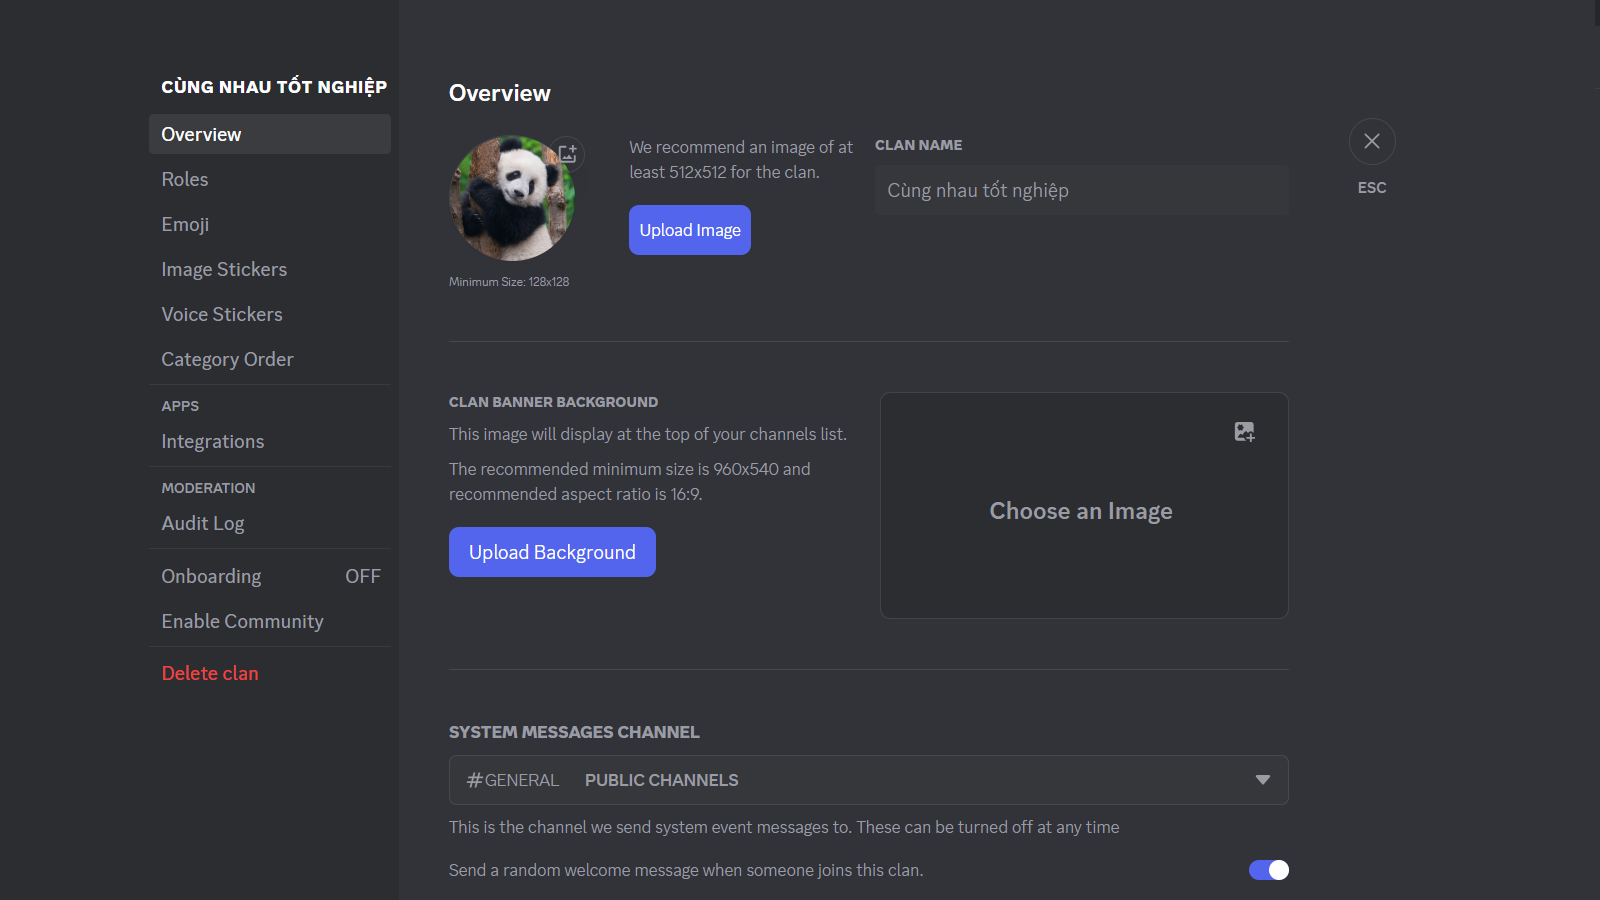 CÙNG NHAU TỐT NGHIỆP
Overview
Roles
Emoji
Image Stickers
Voice Stickers
Category Order
APPS
Integrations
MODERATION
Audit Log
Onboarding OFF
Enable Community
Delete clan
Overview
We recommend an image of at
least 512x512 for the clan.
Upload Image
Minimum Size: 128x128
CLAN NAME
Cùng nhau tốt nghiệp
ESC
CLAN BANNER BACKGROUND
This image will display at the top of your channels list.
The recommended minimum size is 960x540 and
recommended aspect ratio is 16:9.
Upload Background
Choose an Image
SYSTEM MESSAGES CHANNEL
#GENERAL PUBLIC CHANNELS
This is the channel we send system event messages to. These can be turned off at any time
Send a random welcome message when someone joins this clan.